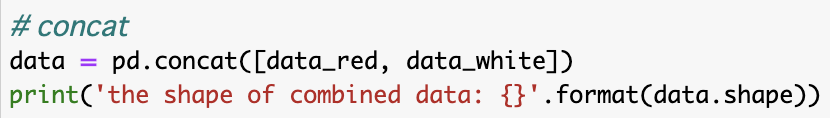 # concat
data = pd.concat([data_red, data_white])
print('the shape of combined data: {}'.format(data.shape))